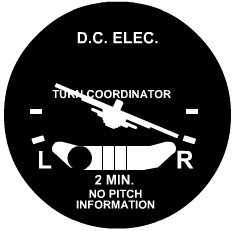 D.C. ELEC.
TURN COORDINATOR
L R
2 MIN.
NO PITCH
INFORMATION